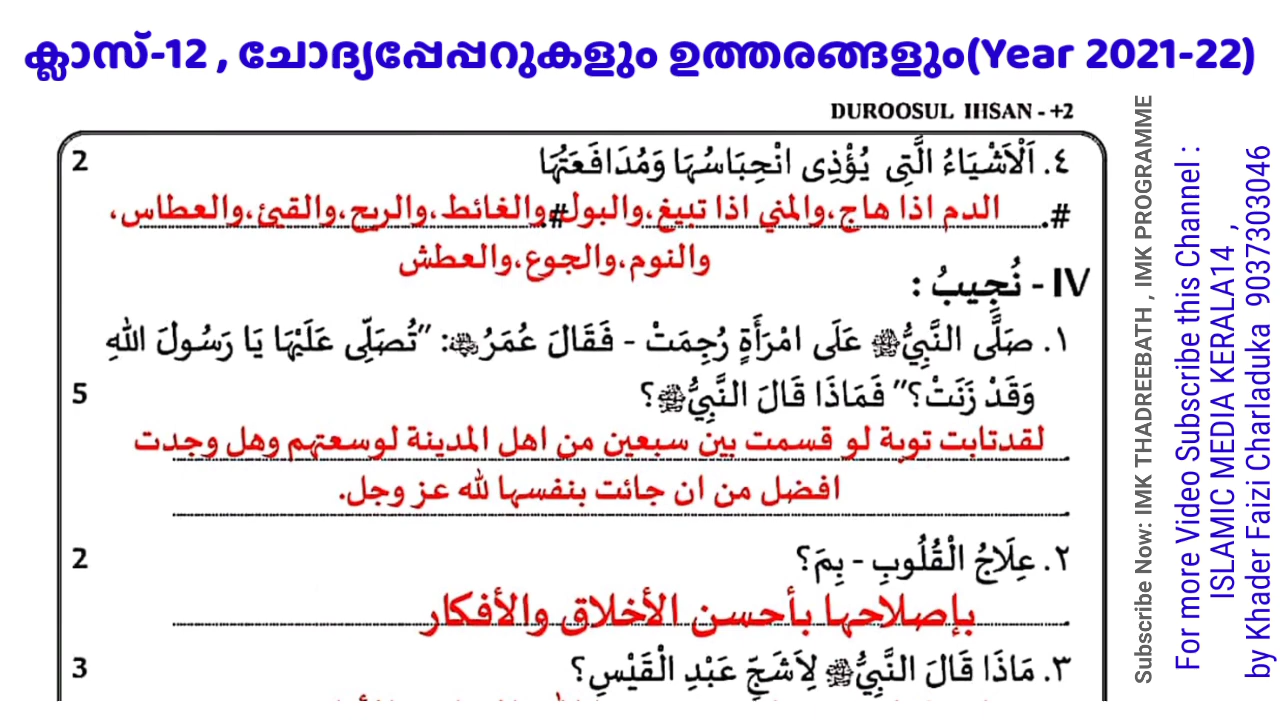 ക്ലാസ്-12 , ചോദ്യപ്പേപ്പറുകളും ഉത്തരങ്ങളും(Year 2021-22)
DUROOSUL IHSAN - +2
٤. اَلْاَشْيَاءُ الَّتِى يُؤْذِى انْحِبَاسُهَا وَمُدَافَعَتُهَا 2
#. الدم اذا هاج،والمني اذا تبيغ،والبول#والغائط.والريح،والقيئ،والعطاس،
والنوم،والجوع،والعطش
IV - نُجِيبُ :
١. صَلَّى النَّبِيُّ ﷺ عَلَى امْرَأَةٍ رُجِمَتْ - فَقَالَ عُمَرُ ؓ: ”تُصَلِّى عَلَيْهَا يَا رَسُولَ اللهِ
وَقَدْ زَنَتْ؟” فَمَاذَا قَالَ النَّبِيُّ ﷺ؟ 5
لقدتابت توبة لو قسمت بين سبعين من اهل المدينة لوسعتهم وهل وجدت
افضل من ان جائت بنفسها لله عز وجل.
٢. عِلَاجُ الْقُلُوبِ - بِمَ؟ 2
بإصلاحها بأحسن الأخلاق والأفكار
٣. مَاذَا قَالَ النَّبِيُّ ﷺ لِاَشَجِّ عَبْدِ الْقَيْسِ؟ 3
Subscribe Now: IMK THADREEBATH , IMK PROGRAMME
For more Video Subscribe this Channel :
ISLAMIC MEDIA KERALA14 ,
by Khader Faizi Charladuka 9037303046